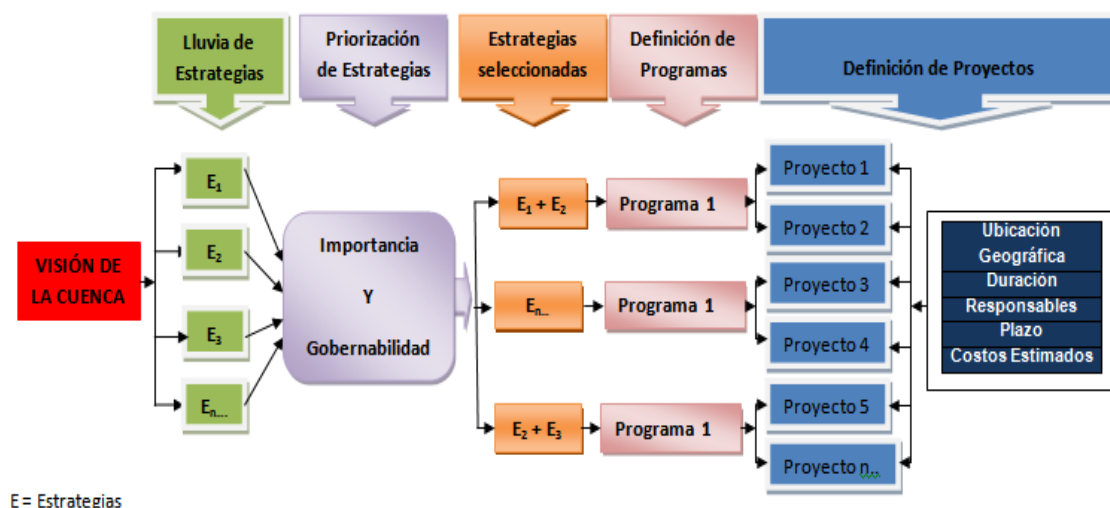 Lluvia de
Estrategias
Priorización
de Estrategias
Estrategias
seleccionadas
Definición de
Programas
Definición de Proyectos
VISIÓN DE
LA CUENCA
E₁
E₂
E₃
Eₙ...
Importancia
Y
Gobernabilidad
E₁ + E₂
Programa 1
Proyecto 1
Proyecto 2
Eₙ...
Programa 1
Proyecto 3
Proyecto 4
E₂ + E₃
Programa 1
Proyecto 5
Proyecto n..
Ubicación
Geográfica
Duración
Responsables
Plazo
Costos Estimados
E = Estrategias